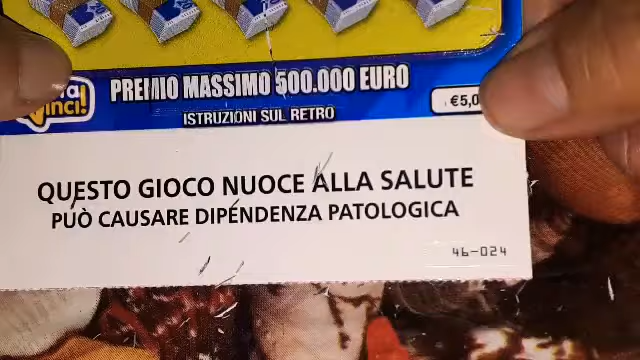 PREMIO MASSIMO 500.000 EURO
vinci!
€5,0
ISTRUZIONI SUL RETRO
QUESTO GIOCO NUOCE ALLA SALUTE
PUÒ CAUSARE DIPENDENZA PATOLOGICA
46-024